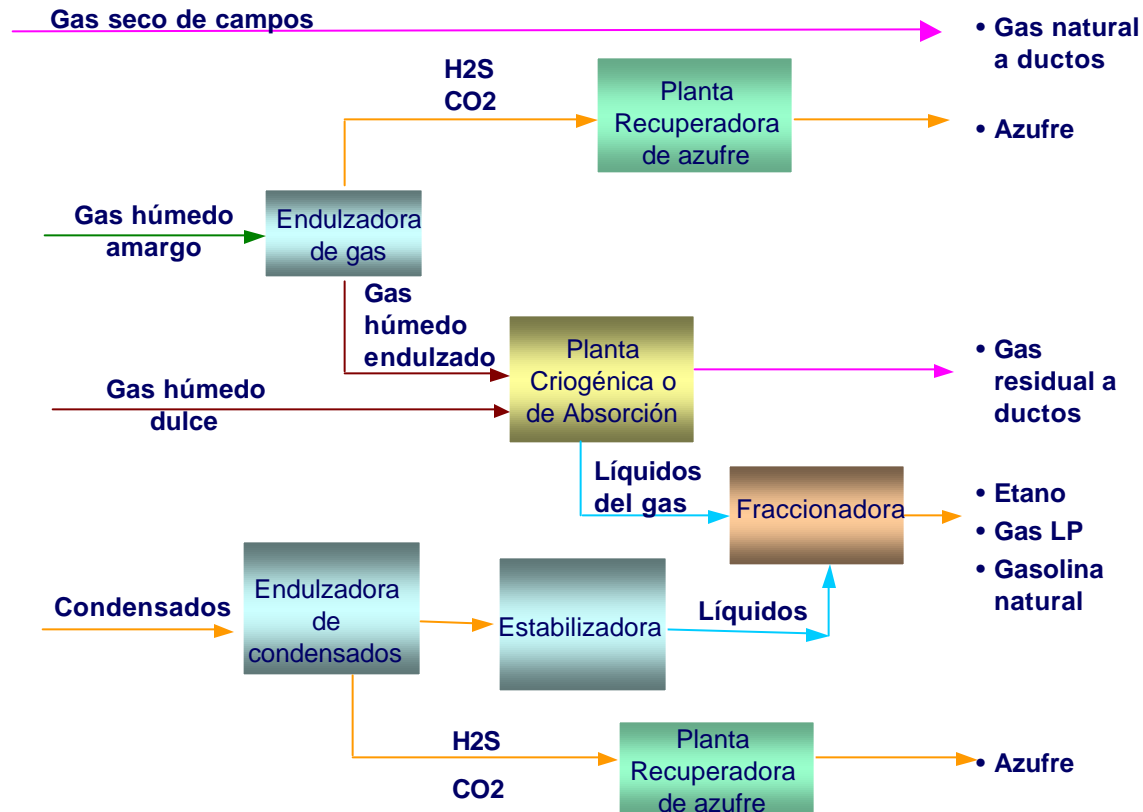 Gas seco de campos
• Gas natural
a ductos
H2S
CO2
Planta
Recuperadora
de azufre
• Azufre
Gas húmedo
amargo
Endulzadora
de gas
Gas
húmedo
endulzado
Planta
Criogénica o
de Absorción
• Gas
residual a
ductos
Gas húmedo
dulce
Líquidos
del gas
Fraccionadora
• Etano
• Gas LP
• Gasolina
natural
Condensados
Endulzadora
de
condensados
Estabilizadora
Líquidos
H2S
CO2
Planta
Recuperadora
de azufre
• Azufre